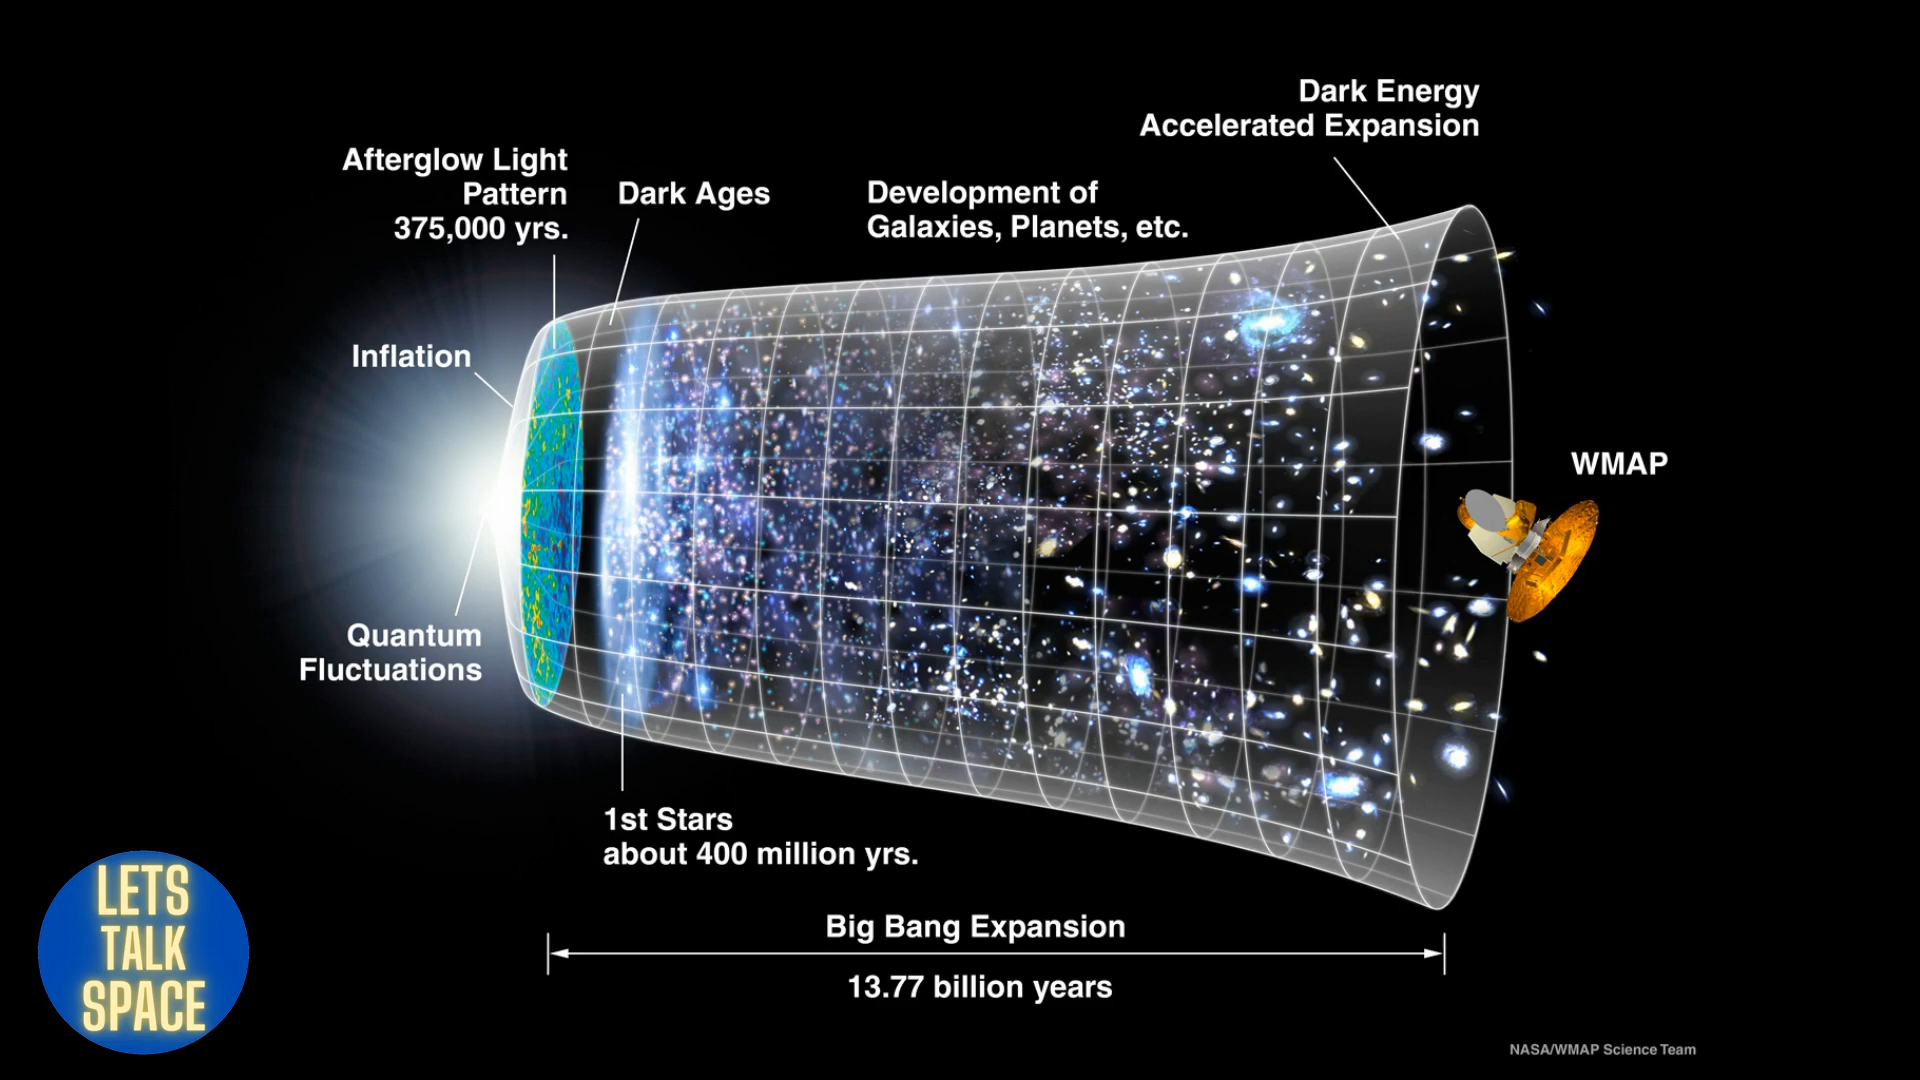 Dark Energy
Accelerated Expansion
Afterglow Light
Pattern
375,000 yrs.
Dark Ages
Development of
Galaxies, Planets, etc.
Inflation
WMAP
Quantum
Fluctuations
1st Stars
about 400 million yrs.
Big Bang Expansion
13.77 billion years
LETS
TALK
SPACE
NASA/WMAP Science Team